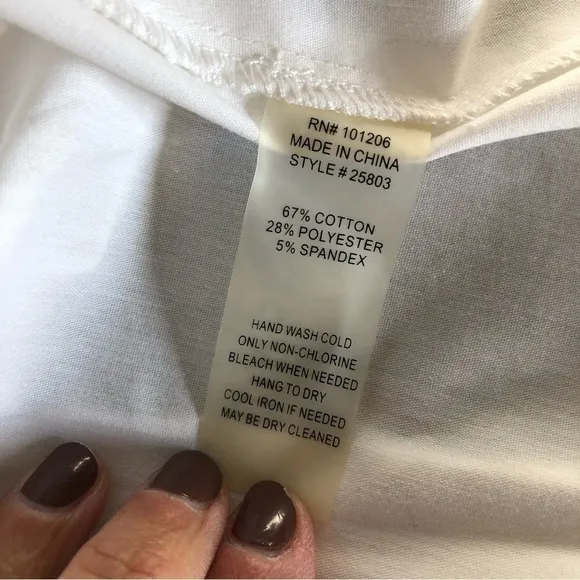 RN# 101206
MADE IN CHINA
STYLE # 25803
67% COTTON
28% POLYESTER
5% SPANDEX
HAND WASH COLD
ONLY NON-CHLORINE
BLEACH WHEN NEEDED
HANG TO DRY
COOL IRON IF NEEDED
MAY BE DRY CLEANED